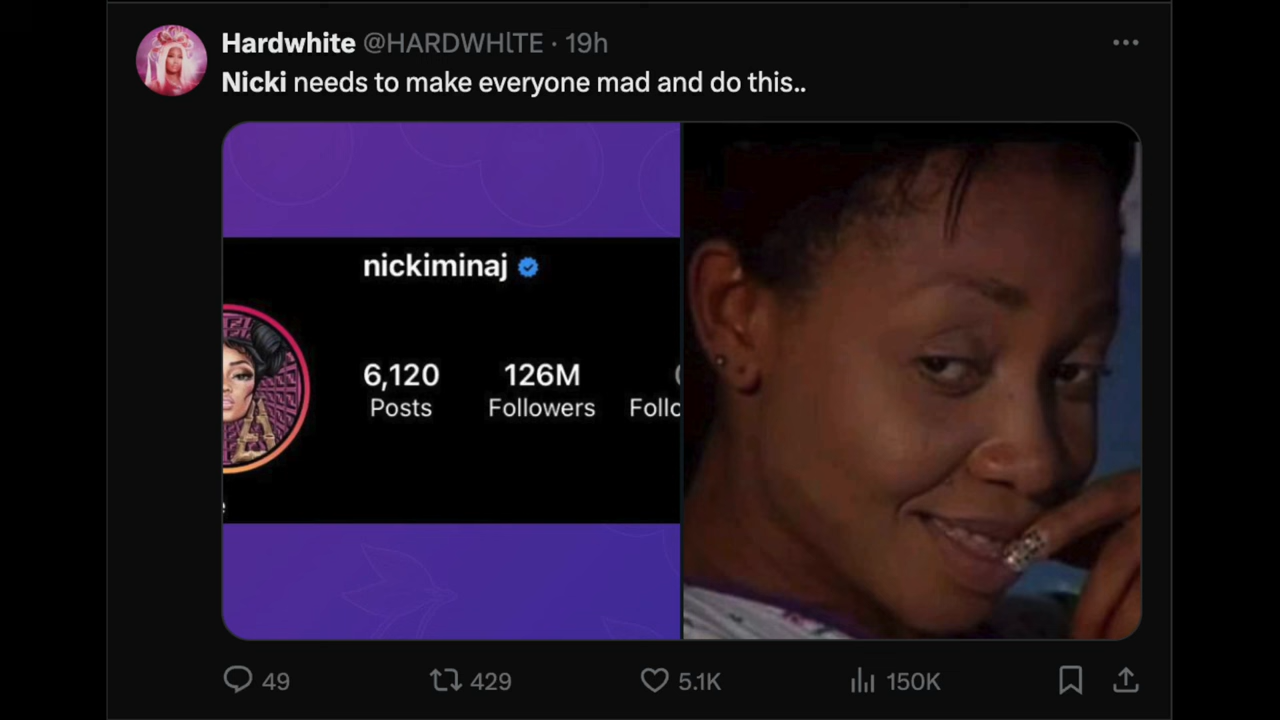 Hardwhite @HARDWHlTE · 19h
Nicki needs to make everyone mad and do this..
nickiminaj
6,120 126M
Posts Followers Follc
49 429 5.1K 150K